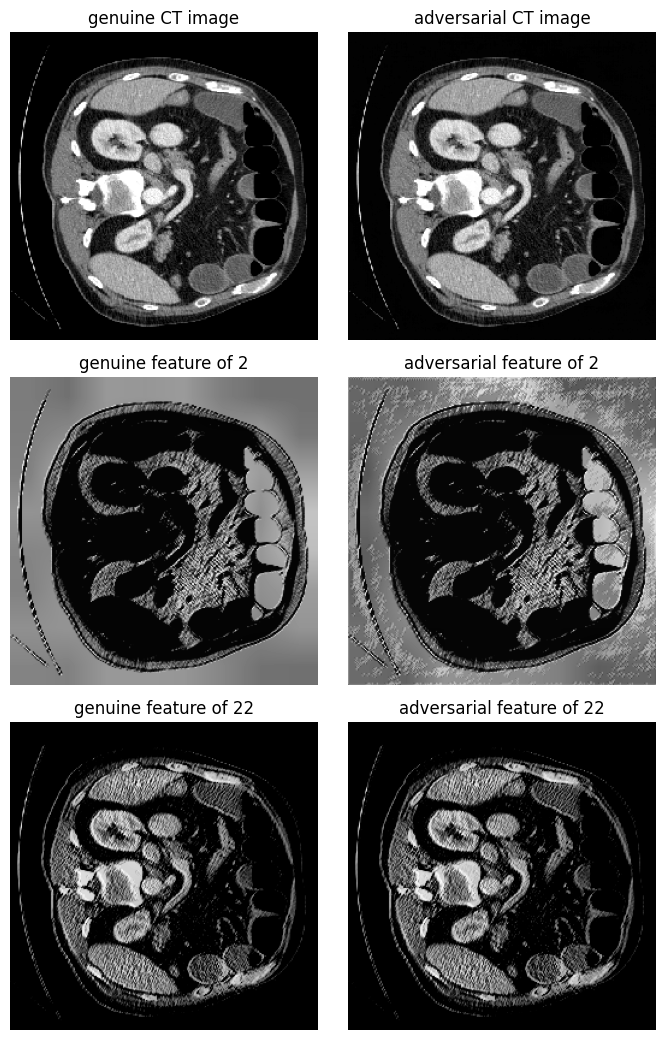 genuine CT image
adversarial CT image
genuine feature of 2
adversarial feature of 2
genuine feature of 22
adversarial feature of 22